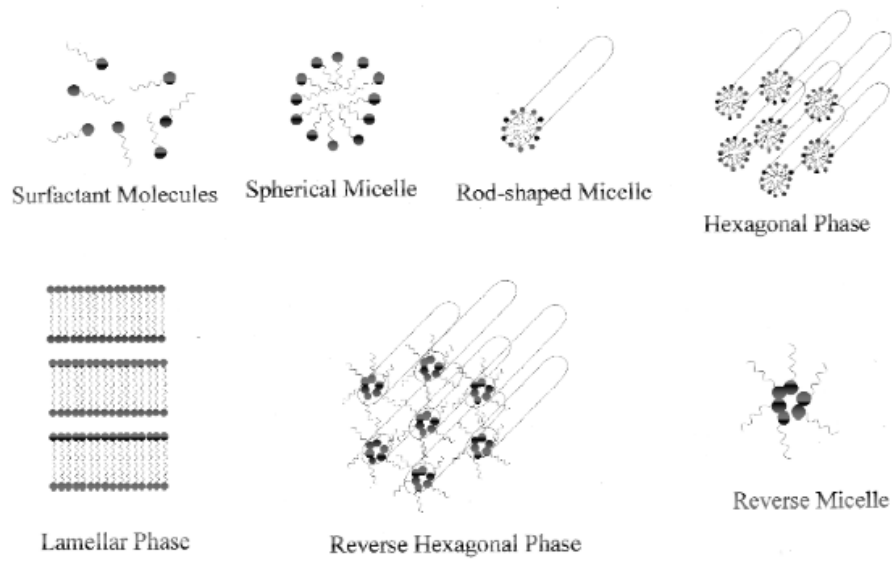 Surfactant Molecules
Spherical Micelle
Rod-shaped Micelle
Hexagonal Phase
Lamellar Phase
Reverse Hexagonal Phase
Reverse Micelle